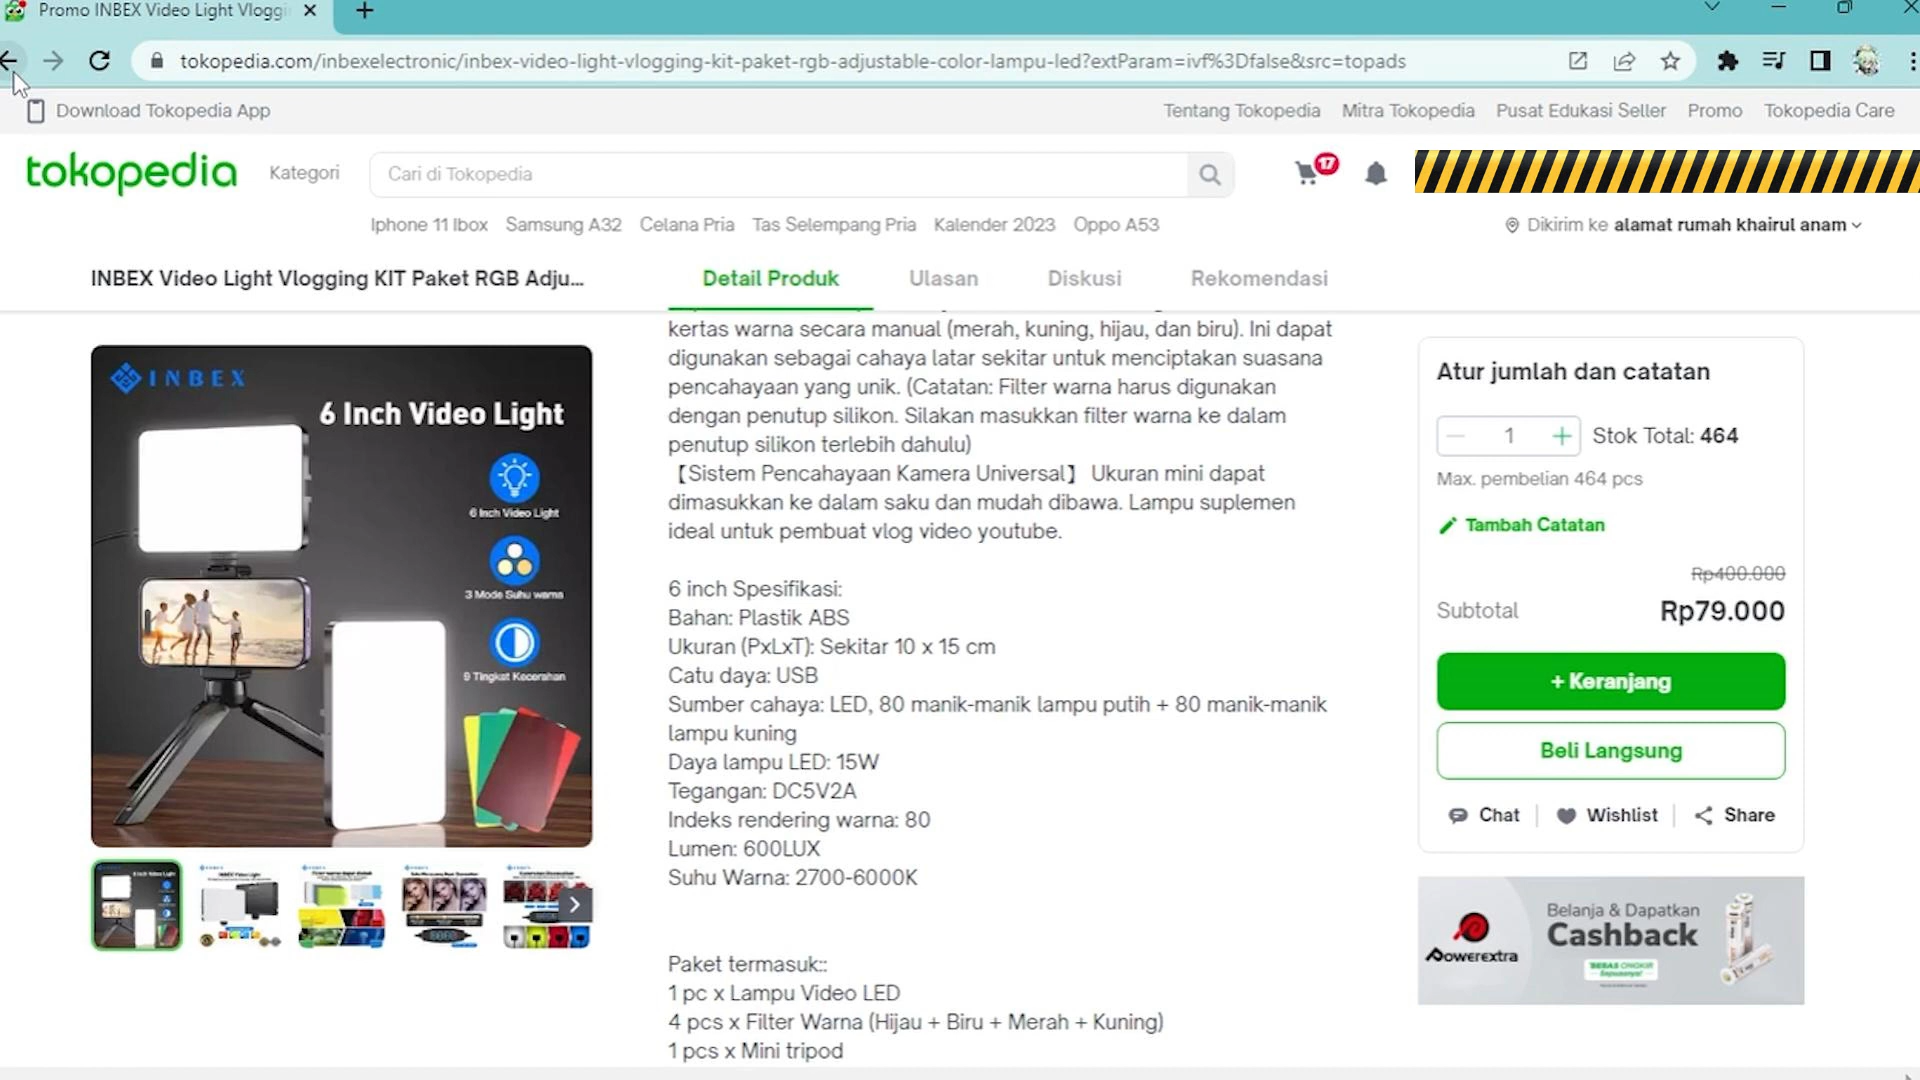 Promo INBEX Video Light Vloggi
tokopedia.com/inbexelectronic/inbex-video-light-vlogging-kit-paket-rgb-adjustable-color-lampu-led?extParam=ivf%3Dfalse&src=topads
Download Tokopedia App
Tentang Tokopedia Mitra Tokopedia Pusat Edukasi Seller Promo Tokopedia Care
tokopedia
Kategori
Cari di Tokopedia
17
Iphone 11 Ibox Samsung A32 Celana Pria Tas Selempang Pria Kalender 2023 Oppo A53
Dikirim ke alamat rumah khairul anam
INBEX Video Light Vlogging KIT Paket RGB Adju...
Detail Produk Ulasan Diskusi Rekomendasi
INBEX
6 Inch Video Light
6 Inch Video Light
3 Mode Suhu warna
9 Tingkat Kecerahan
kertas warna secara manual (merah, kuning, hijau, dan biru). Ini dapat
digunakan sebagai cahaya latar sekitar untuk menciptakan suasana
pencahayaan yang unik. (Catatan: Filter warna harus digunakan
dengan penutup silikon. Silakan masukkan filter warna ke dalam
penutup silikon terlebih dahulu)
【Sistem Pencahayaan Kamera Universal】 Ukuran mini dapat
dimasukkan ke dalam saku dan mudah dibawa. Lampu suplemen
ideal untuk pembuat vlog video youtube.
6 inch Spesifikasi:
Bahan: Plastik ABS
Ukuran (PxLxT): Sekitar 10 x 15 cm
Catu daya: USB
Sumber cahaya: LED, 80 manik-manik lampu putih + 80 manik-manik
lampu kuning
Daya lampu LED: 15W
Tegangan: DC5V2A
Indeks rendering warna: 80
Lumen: 600LUX
Suhu Warna: 2700-6000K
Paket termasuk::
1 pc x Lampu Video LED
4 pcs x Filter Warna (Hijau + Biru + Merah + Kuning)
1 pcs x Mini tripod
Atur jumlah dan catatan
1
Stok Total: 464
Max. pembelian 464 pcs
Tambah Catatan
Rp400.000
Subtotal Rp79.000
+ Keranjang
Beli Langsung
Chat Wishlist Share
Powerextra
Belanja & Dapatkan
Cashback
BEBAS ONGKIR